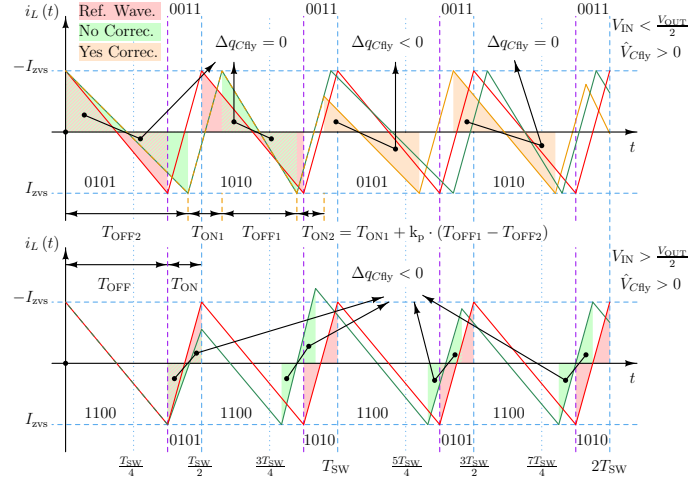 0011 0011 0011 0011
i_L(t)
Ref. Wave.
No Correc.
Yes Correc.
V_IN < V_OUT/2
V̂_Cfly > 0
Δq_Cfly = 0 Δq_Cfly < 0 Δq_Cfly = 0
−I_zvs
t
I_zvs
0101 1010 0101 1010
T_OFF2 T_ON1 T_OFF1 T_ON2 = T_ON1 + k_p · (T_OFF1 − T_OFF2)
i_L(t)
V_IN > V_OUT/2
V̂_Cfly > 0
T_OFF T_ON Δq_Cfly < 0
−I_zvs
t
I_zvs
1100 1100 1100 1100
0101 1010 0101 1010
T_SW/4 T_SW/2 3T_SW/4 T_SW 5T_SW/4 3T_SW/2 7T_SW/4 2T_SW